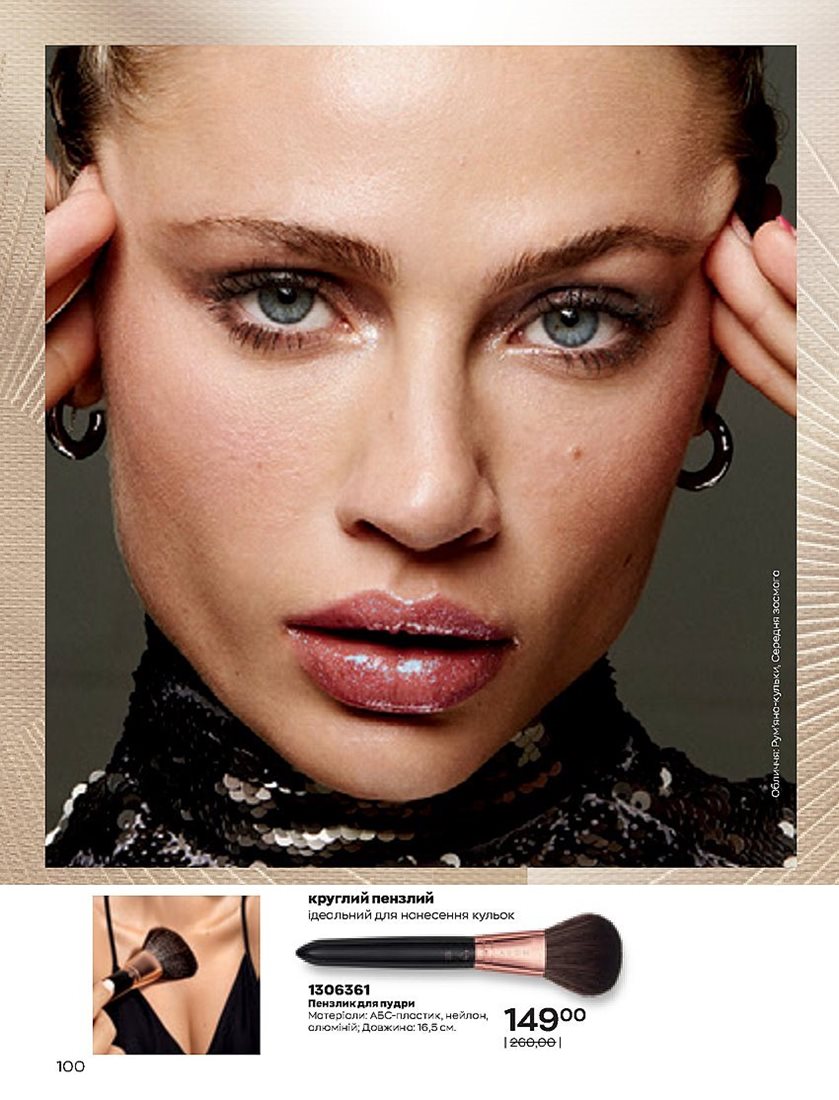 Обличчя: Рум'яна-кульки, Середня засмага
круглий пензлий
ідеальний для нанесення кульок
1306361
Пензлик для пудри
Матеріали: АБС-пластик, нейлон,
алюміній; Довжина: 16,5 см.
149⁰⁰
|260,00|
100